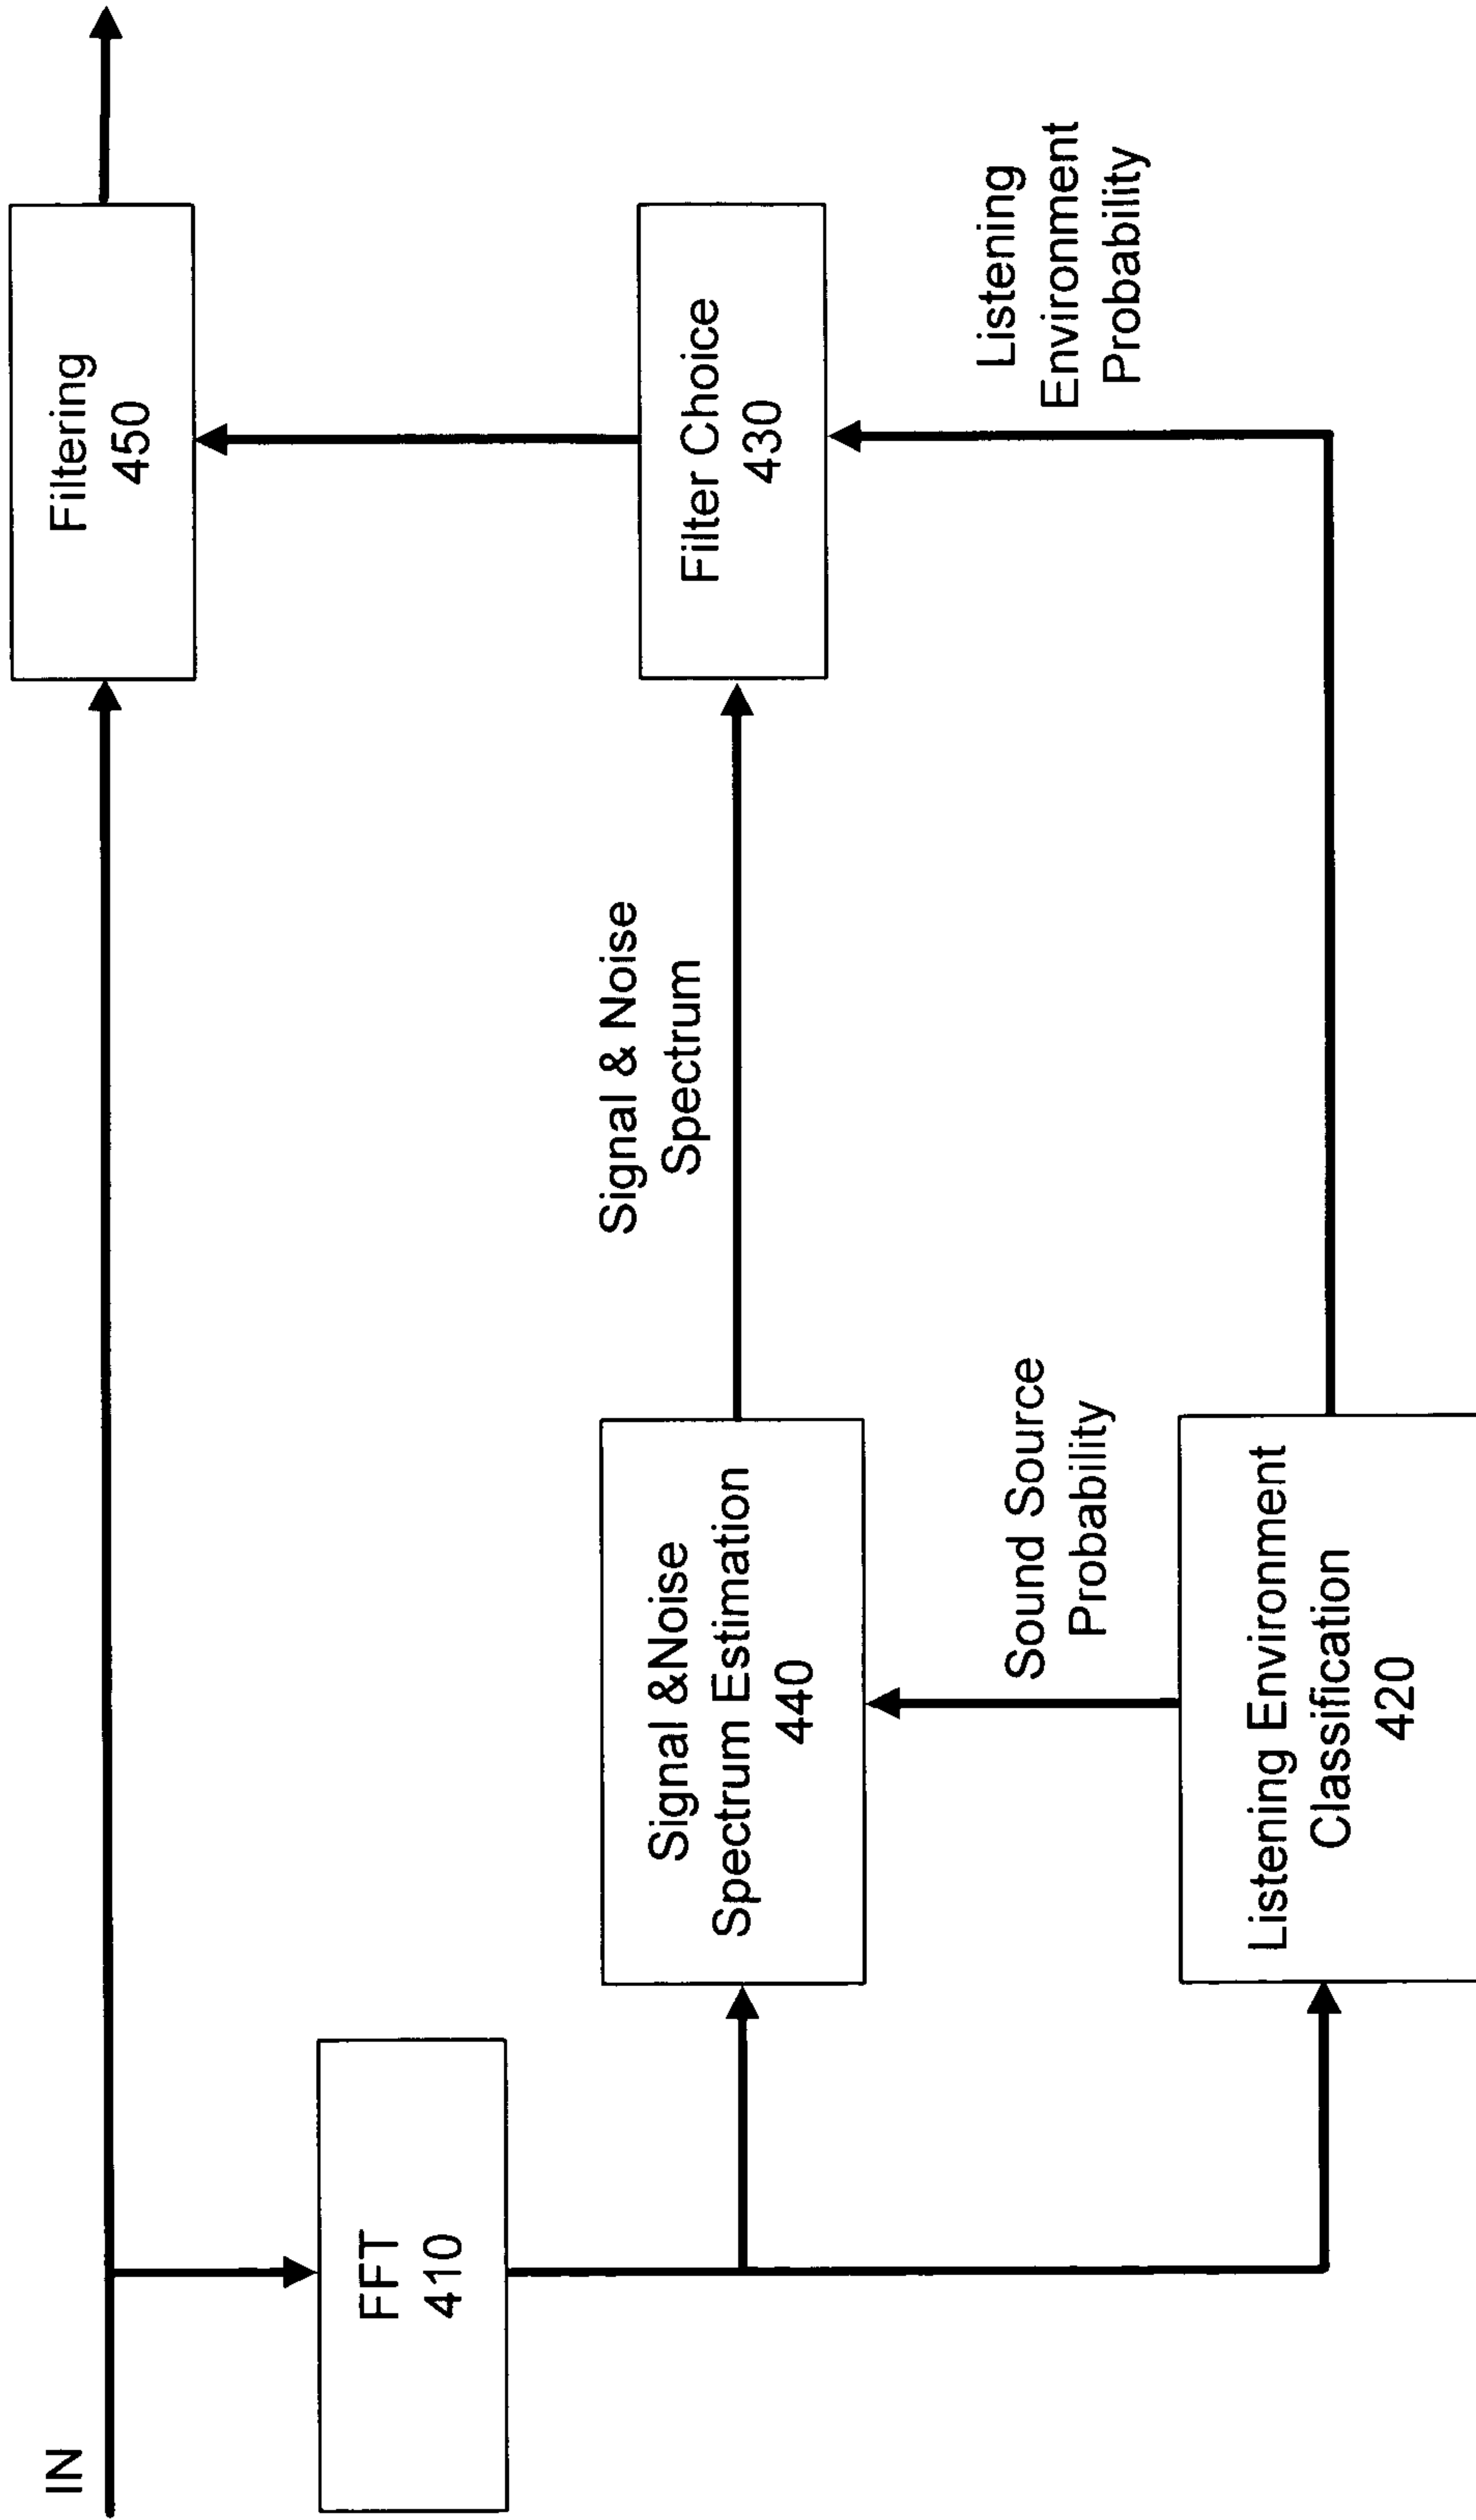 IN
Filtering
450
FFT
410
Signal & Noise
Spectrum
Signal &Noise
Spectrum Estimation
440
Filter Choice
430
Sound Source
Probability
Listening
Environment
Probability
Listening Environment
Classification
420